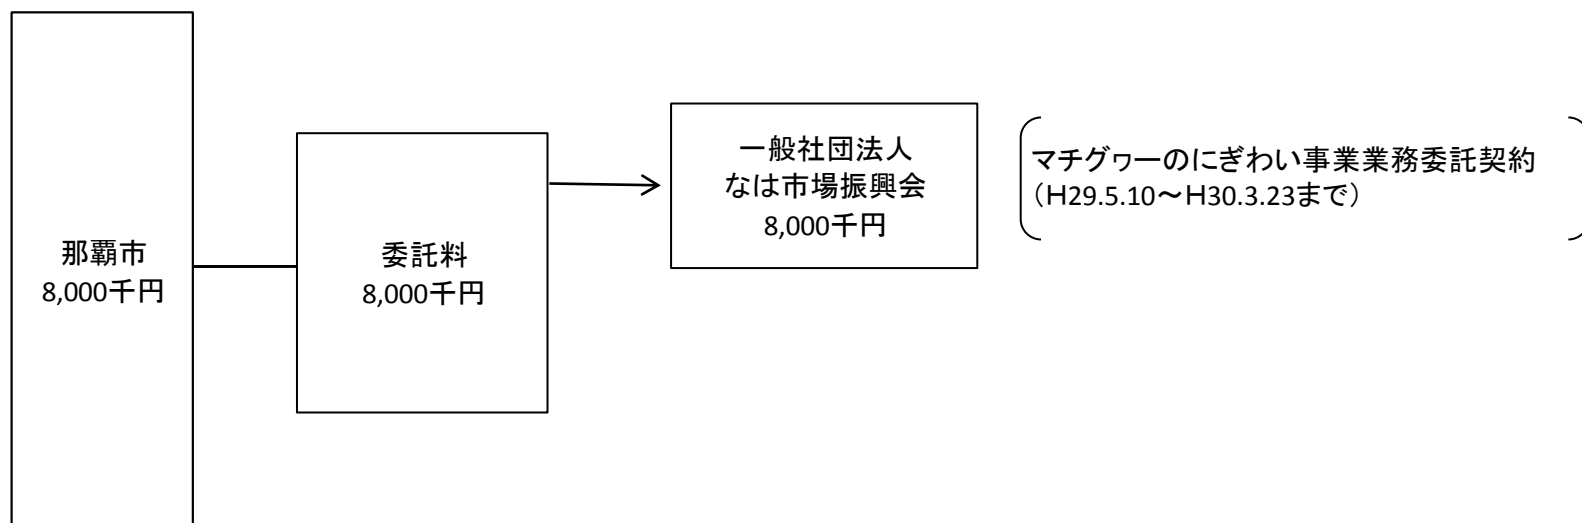 那覇市
8,000千円
委託料
8,000千円
一般社団法人
なは市場振興会
8,000千円
マチグヮーのにぎわい事業業務委託契約
（H29.5.10～H30.3.23まで）